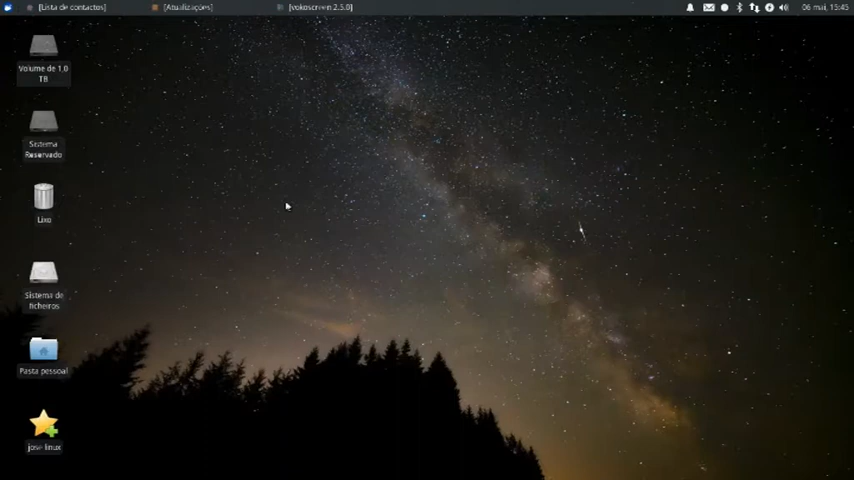 [Lista de contactos]
[Atualizações]
[vokoscreen 2.5.0]
06 mai, 15:45
Volume de 1,0
TB
Sistema
Reservado
Lixo
Sistema de
ficheiros
Pasta pessoal
jose linux